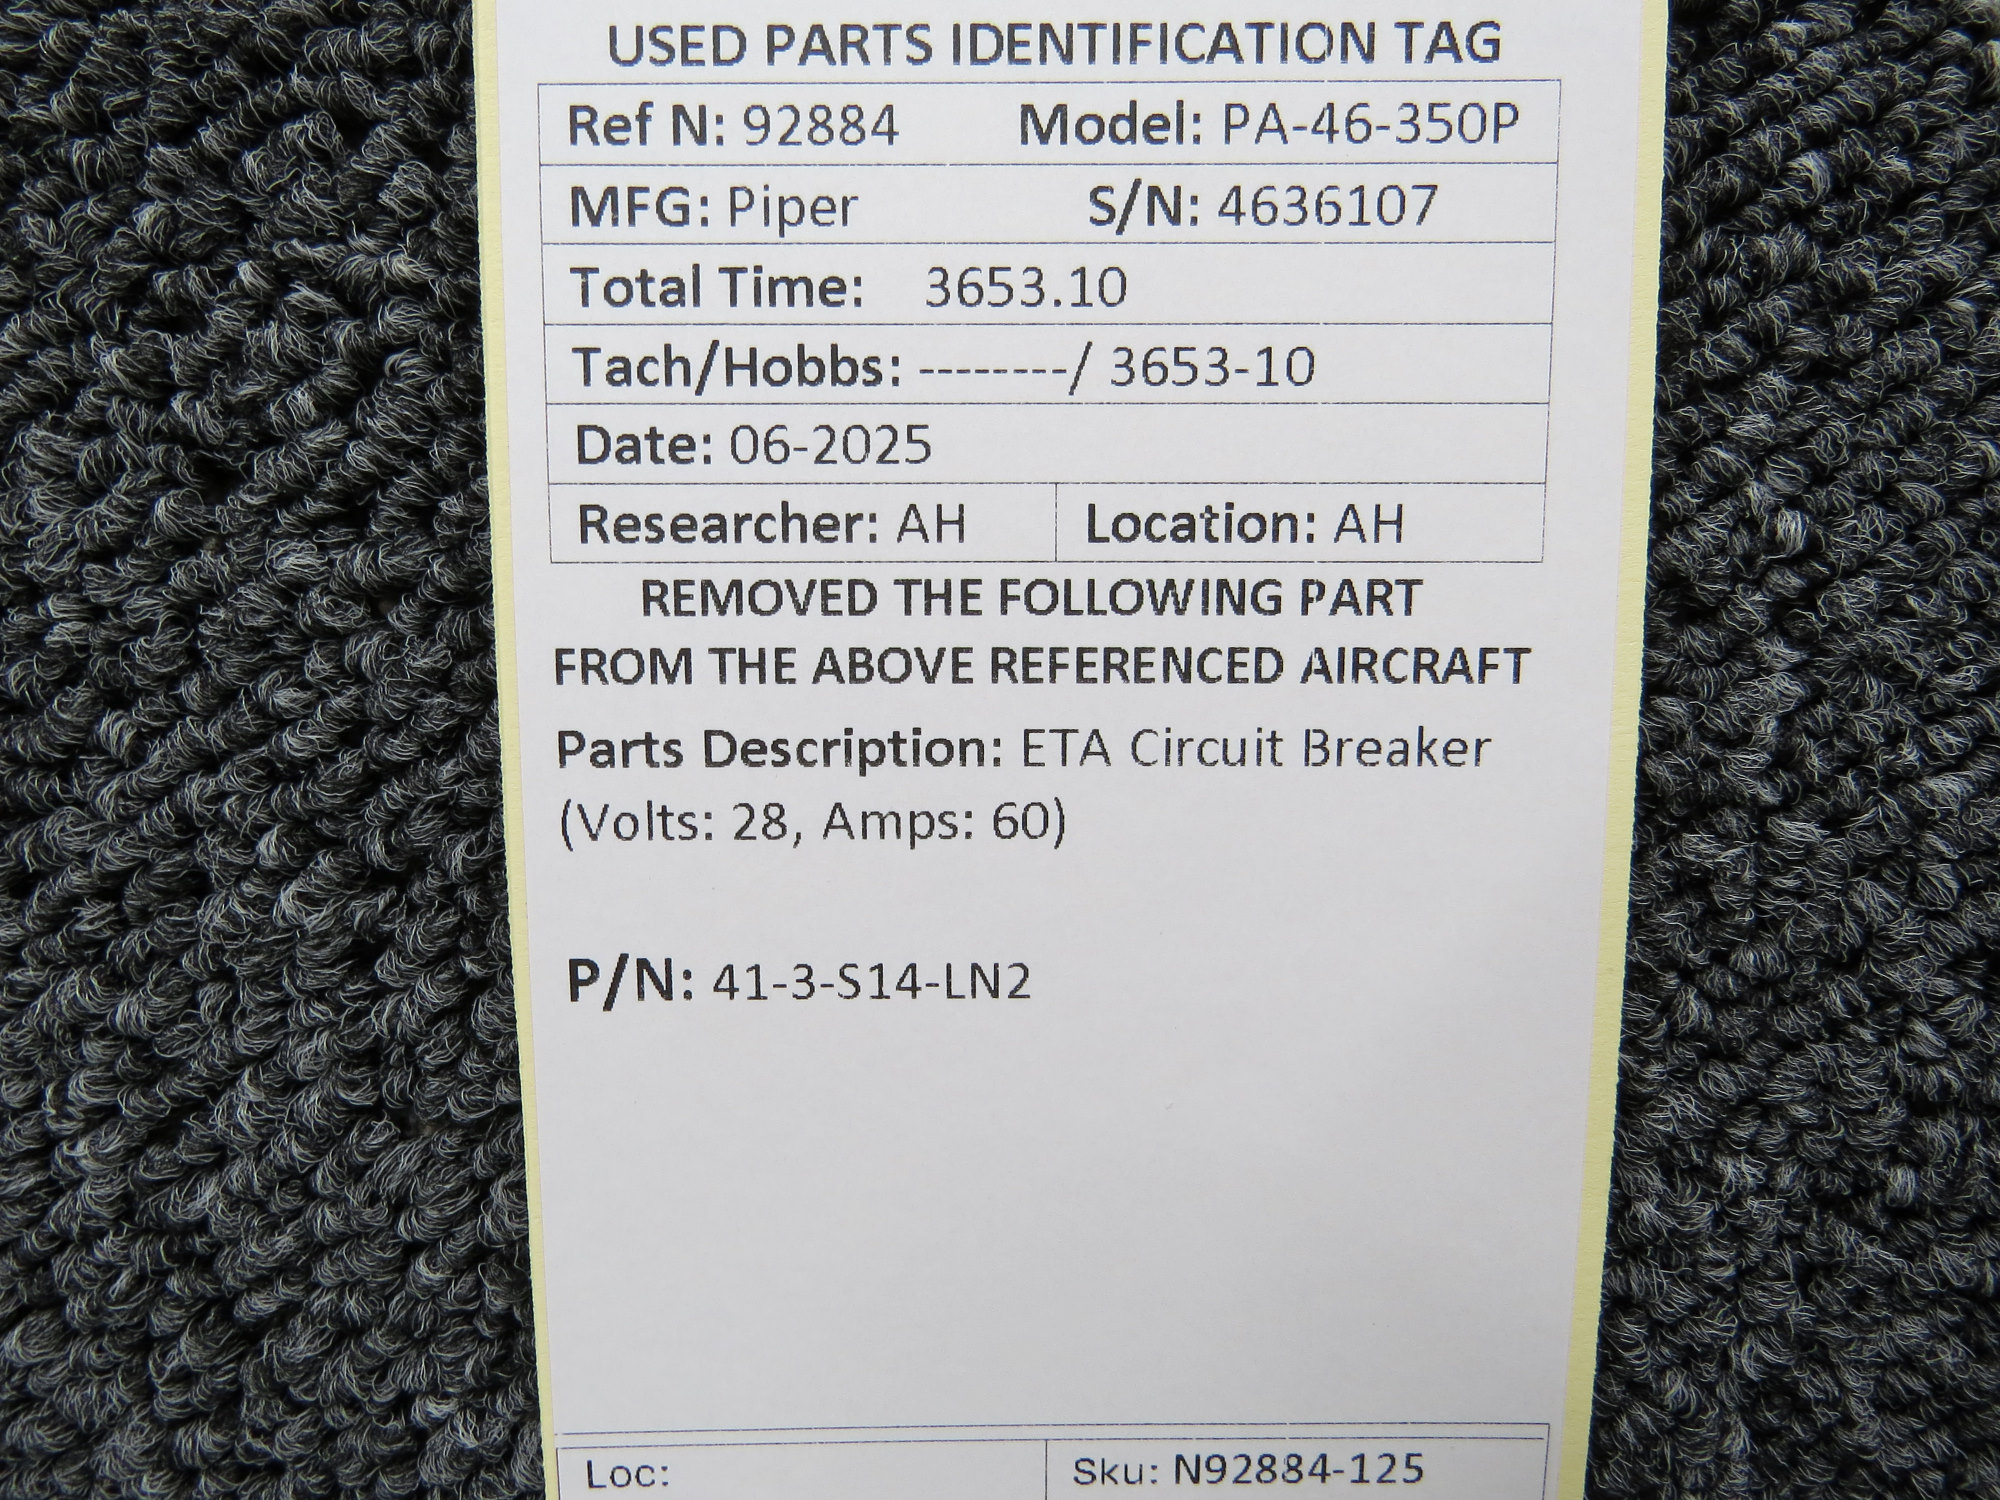 USED PARTS IDENTIFICATION TAG
Ref N: 92884 Model: PA-46-350P
MFG: Piper S/N: 4636107
Total Time: 3653.10
Tach/Hobbs: --------/ 3653-10
Date: 06-2025
Researcher: AH Location: AH
REMOVED THE FOLLOWING PART
FROM THE ABOVE REFERENCED AIRCRAFT
Parts Description: ETA Circuit Breaker
(Volts: 28, Amps: 60)
P/N: 41-3-S14-LN2
Loc: Sku: N92884-125